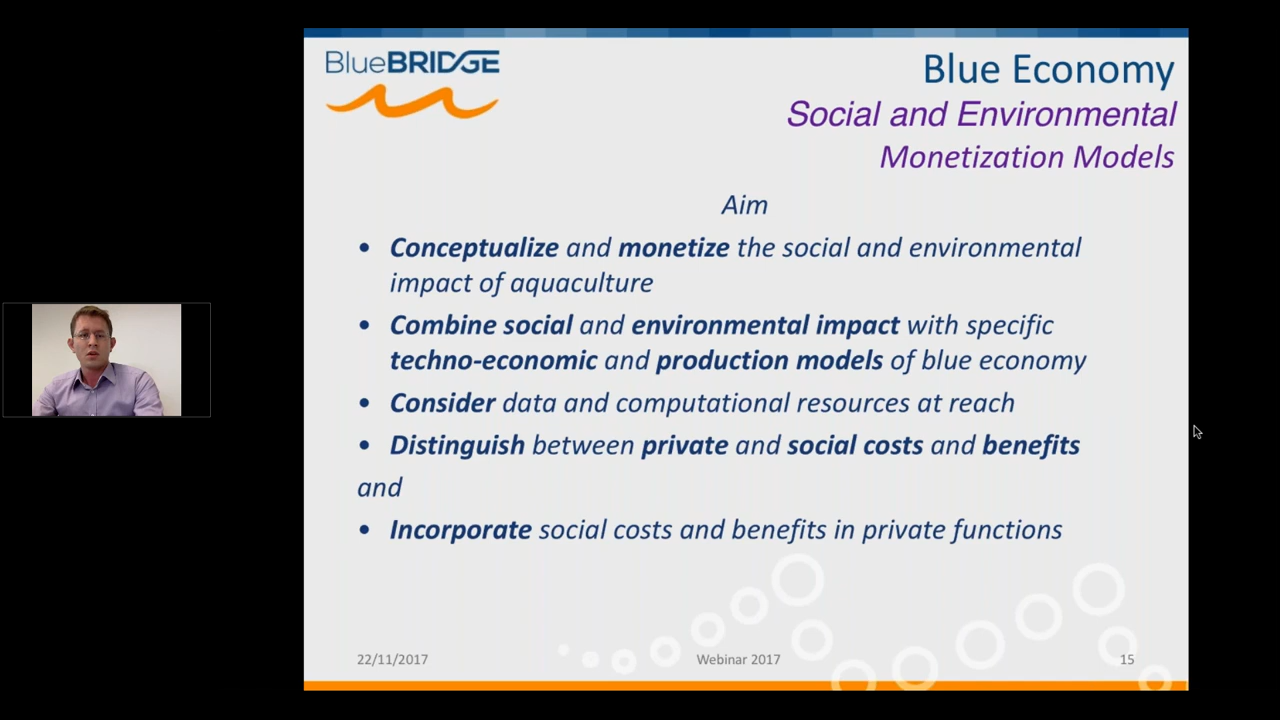 BlueBRIDGE
Blue Economy
Social and Environmental
Monetization Models
Aim
• Conceptualize and monetize the social and environmental
impact of aquaculture
• Combine social and environmental impact with specific
techno-economic and production models of blue economy
• Consider data and computational resources at reach
• Distinguish between private and social costs and benefits
and
• Incorporate social costs and benefits in private functions
22/11/2017
Webinar 2017
15